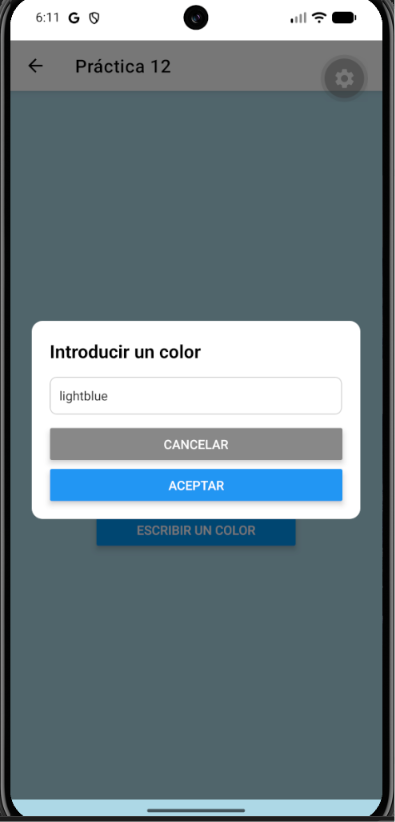 6:11 G
Práctica 12
Introducir un color
lightblue
CANCELAR
ACEPTAR
ESCRIBIR UN COLOR